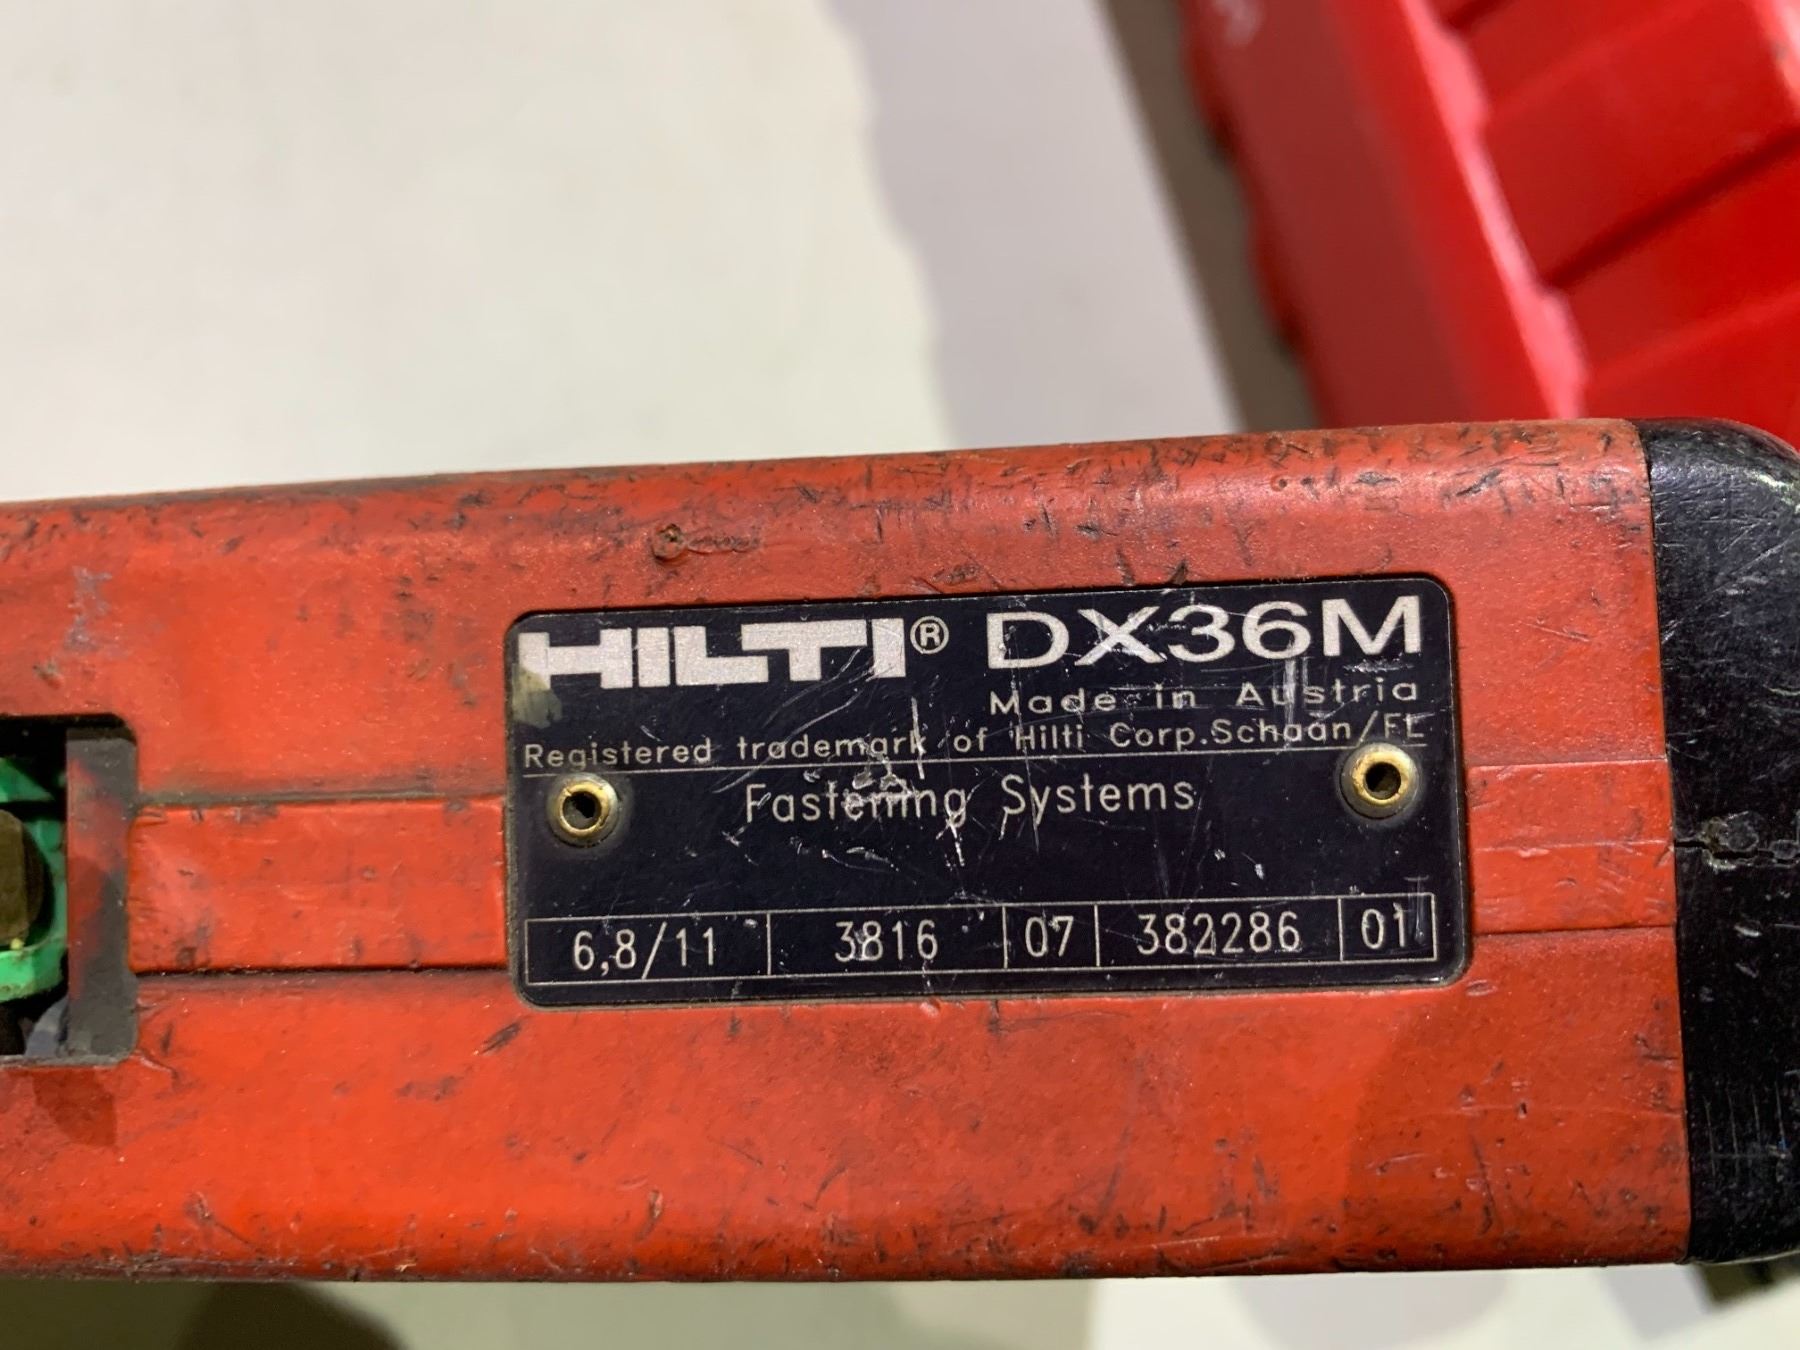 HILTI® DX36M
Made in Austria
Registered trademark of Hilti Corp.Schaan/FL
Fastening Systems
6,8/11 3816 07 382286 01